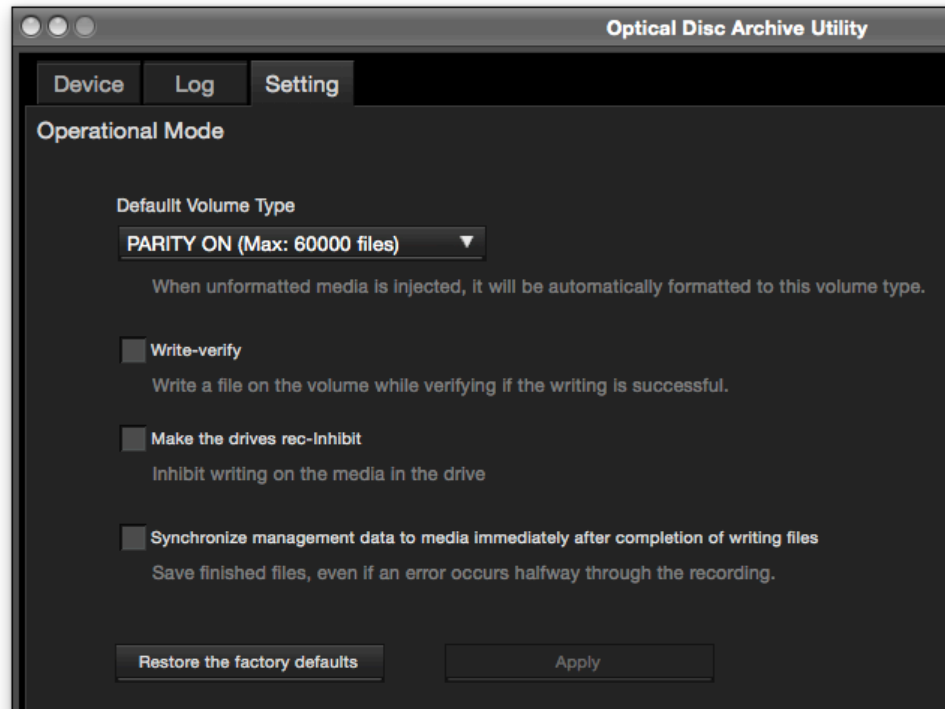 Optical Disc Archive Utility
Device Log Setting
Operational Mode
Defaullt Volume Type
PARITY ON (Max: 60000 files)
When unformatted media is injected, it will be automatically formatted to this volume type.
Write-verify
Write a file on the volume while verifying if the writing is successful.
Make the drives rec-Inhibit
Inhibit writing on the media in the drive
Synchronize management data to media immediately after completion of writing files
Save finished files, even if an error occurs halfway through the recording.
Restore the factory defaults Apply